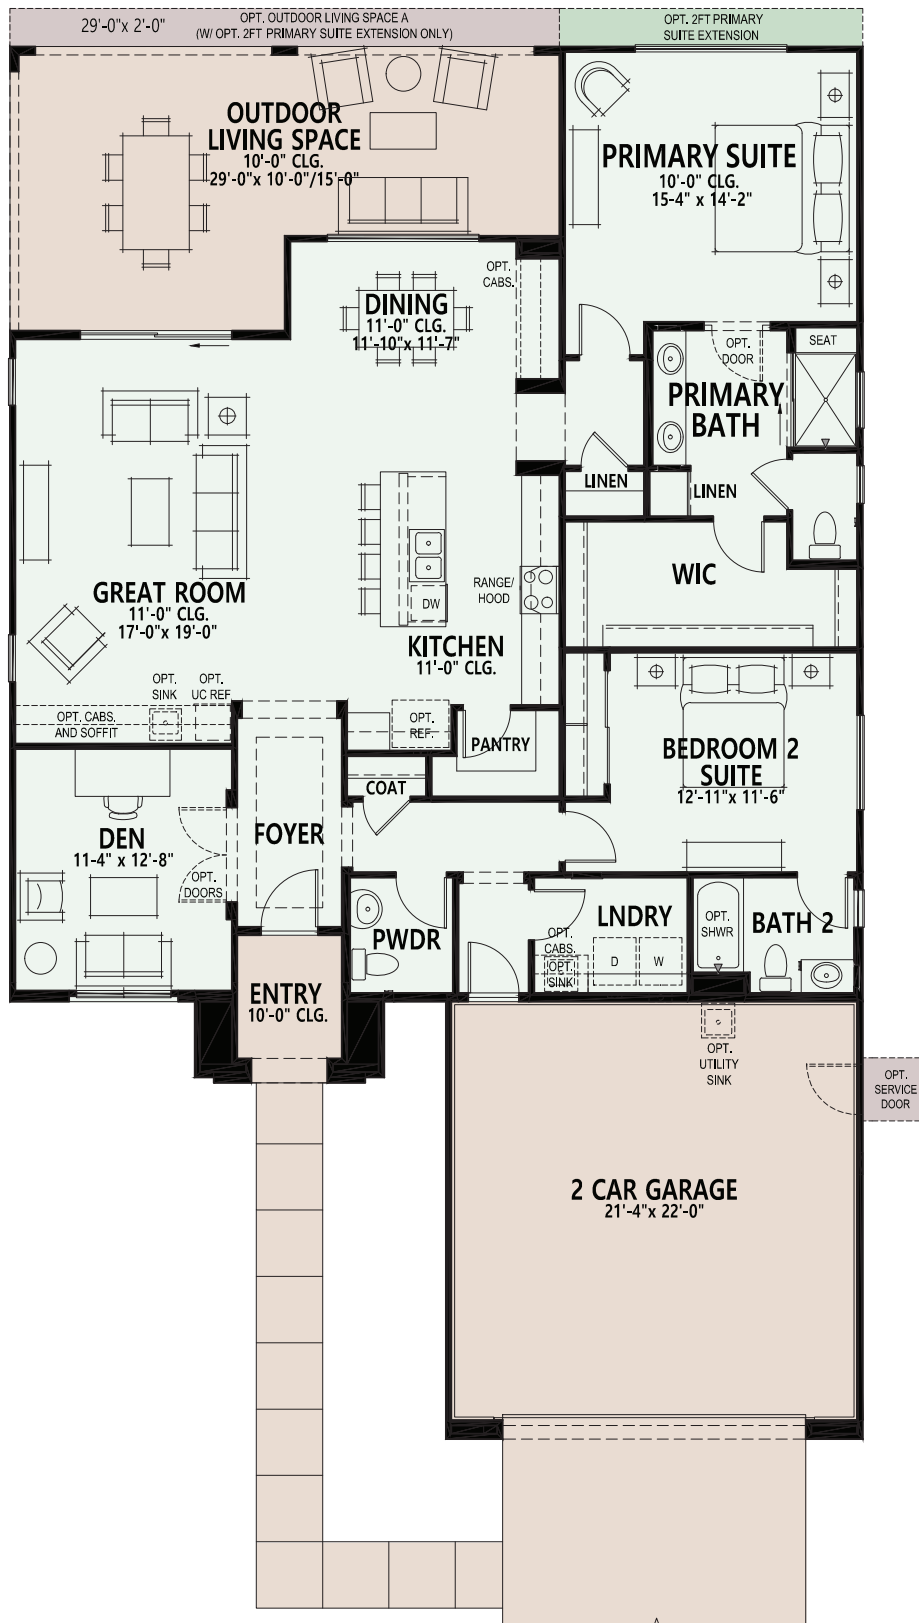 29'-0"x 2'-0"
OPT. OUTDOOR LIVING SPACE A
(W/ OPT. 2FT PRIMARY SUITE EXTENSION ONLY)
OPT. 2FT PRIMARY
SUITE EXTENSION
OUTDOOR
LIVING SPACE
10'-0" CLG.
29'-0"x 10'-0"/15'-0"
PRIMARY SUITE
10'-0" CLG.
15-4" x 14'-2"
OPT.
CABS.
DINING
11'-0" CLG.
11'-10"x 11'-7"
OPT.
DOOR
SEAT
PRIMARY
BATH
LINEN
LINEN
WIC
GREAT ROOM
11'-0" CLG.
17'-0"x 19'-0"
RANGE/
HOOD
DW
KITCHEN
11'-0" CLG.
OPT.
SINK
OPT.
UC REF.
OPT. CABS.
AND SOFFIT
OPT.
REF.
PANTRY
COAT
BEDROOM 2
SUITE
12'-11"x 11'-6"
DEN
11-4" x 12'-8"
OPT.
DOORS
FOYER
PWDR
LNDRY
OPT.
CABS.
OPT.
SINK
D
W
OPT.
SHWR
BATH 2
ENTRY
10'-0" CLG.
OPT.
UTILITY
SINK
OPT.
SERVICE
DOOR
2 CAR GARAGE
21'-4"x 22'-0"